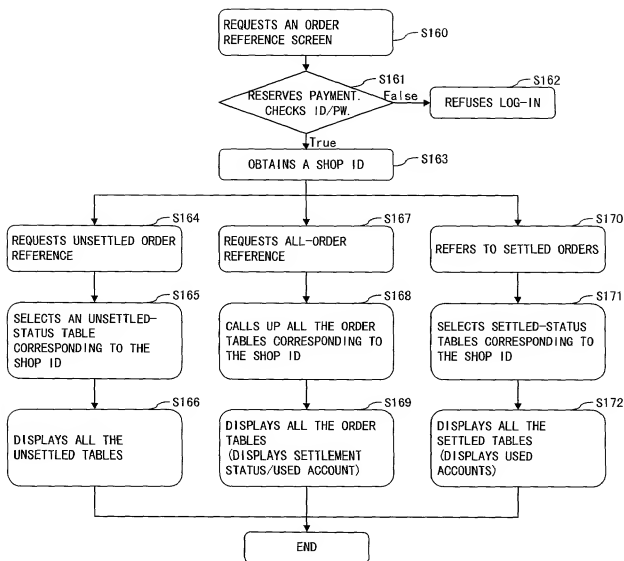 REQUESTS AN ORDER
REFERENCE SCREEN
S160
S161
RESERVES PAYMENT.
CHECKS ID/PW.
False
S162
REFUSES LOG-IN
True
S163
OBTAINS A SHOP ID
S164
REQUESTS UNSETTLED ORDER
REFERENCE
S167
REQUESTS ALL-ORDER
REFERENCE
S170
REFERS TO SETTLED ORDERS
S165
SELECTS AN UNSETTLED-
STATUS TABLE
CORRESPONDING TO THE
SHOP ID
S168
CALLS UP ALL THE ORDER
TABLES CORRESPONDING TO
THE SHOP ID
S171
SELECTS SETTLED-STATUS
TABLES CORRESPONDING TO
THE SHOP ID
S166
DISPLAYS ALL THE
UNSETTLED TABLES
S169
DISPLAYS ALL THE ORDER
TABLES
(DISPLAYS SETTLEMENT
STATUS/USED ACCOUNT)
S172
DISPLAYS ALL THE
SETTLED TABLES
(DISPLAYS USED
ACCOUNTS)
END